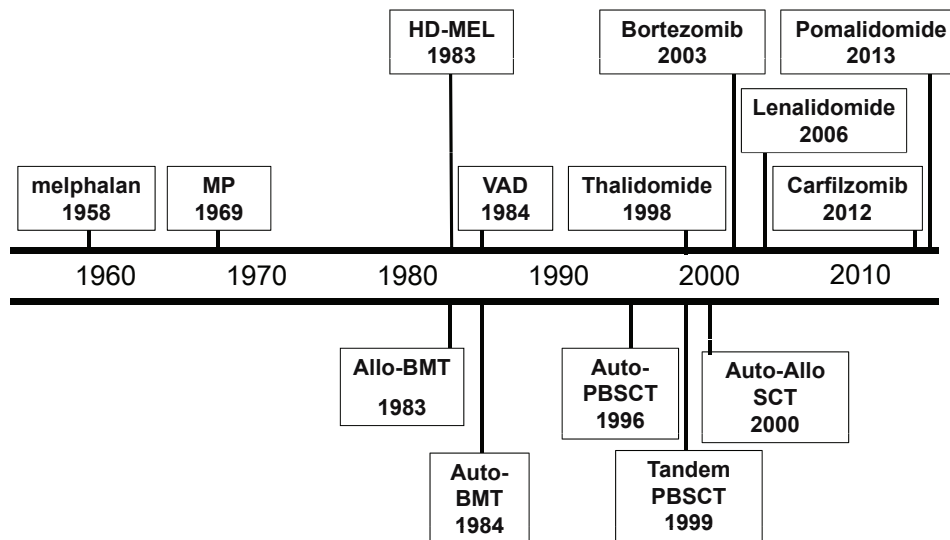 HD-MEL
1983
Bortezomib
2003
Pomalidomide
2013
Lenalidomide
2006
melphalan
1958
MP
1969
VAD
1984
Thalidomide
1998
Carfilzomib
2012
1960
1970
1980
1990
2000
2010
Allo-BMT
1983
Auto-
PBSCT
1996
Auto-Allo
SCT
2000
Auto-
BMT
1984
Tandem
PBSCT
1999